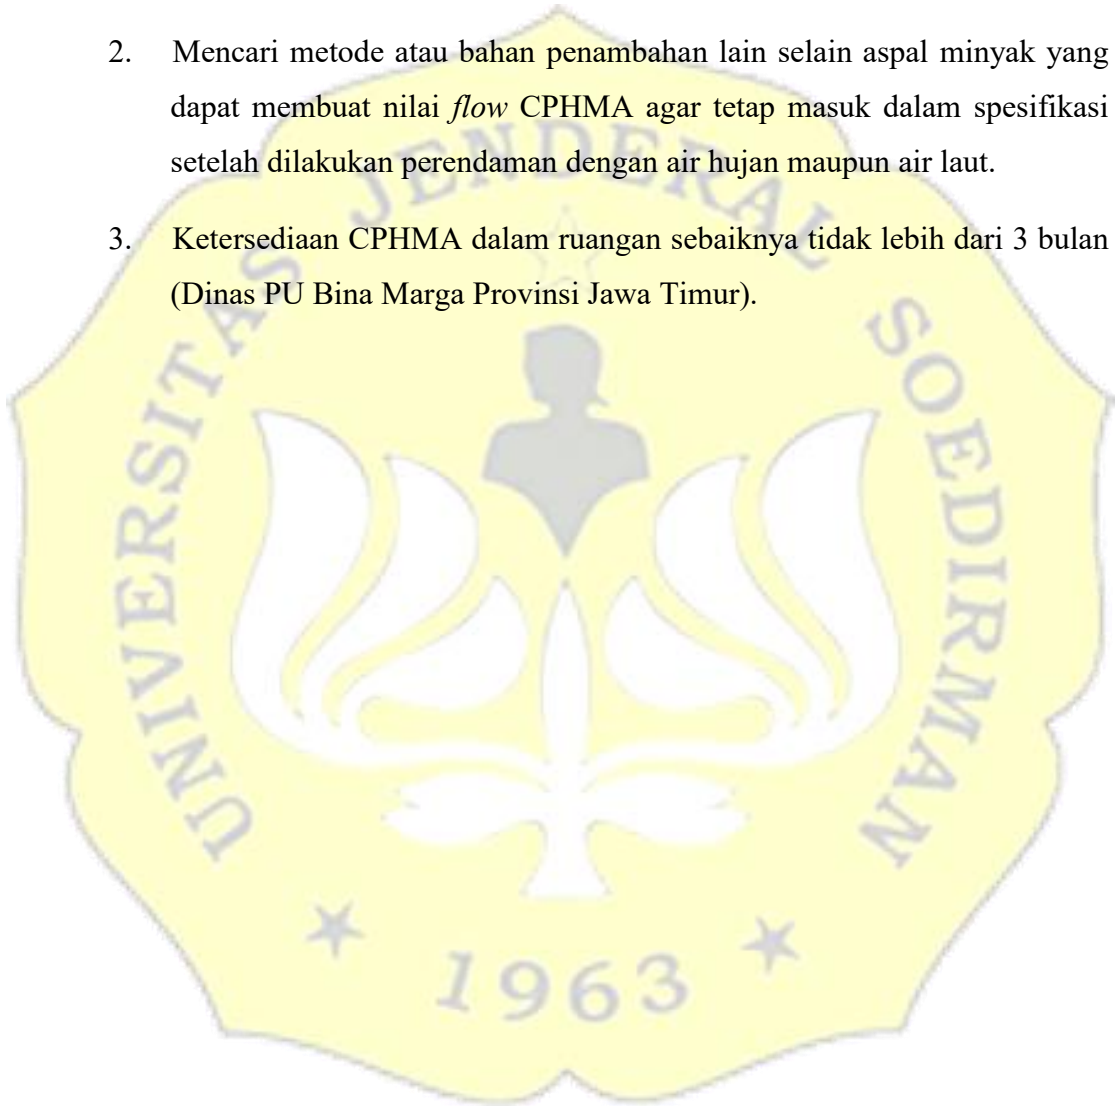 2. Mencari metode atau bahan penambahan lain selain aspal minyak yang
dapat membuat nilai flow CPHMA agar tetap masuk dalam spesifikasi
setelah dilakukan perendaman dengan air hujan maupun air laut.
3. Ketersediaan CPHMA dalam ruangan sebaiknya tidak lebih dari 3 bulan
(Dinas PU Bina Marga Provinsi Jawa Timur).
UNIVERSITAS JENDERAL SOEDIRMAN
1963